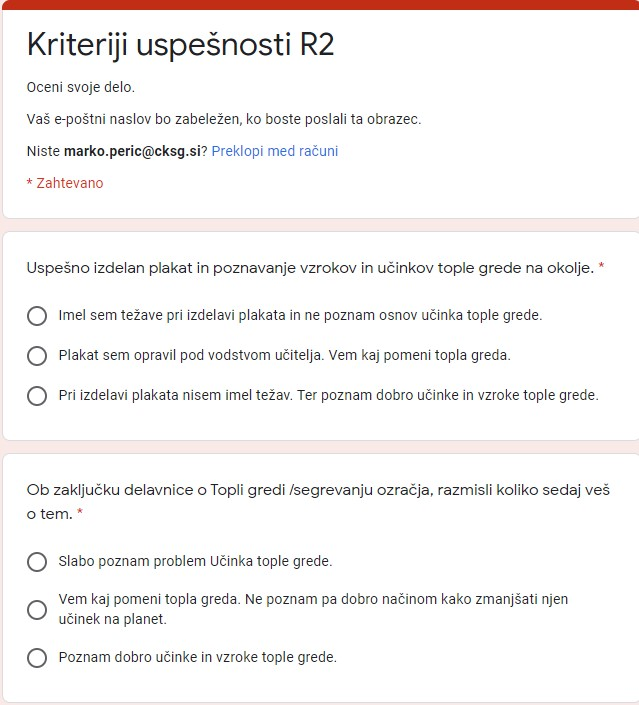 Kriteriji uspešnosti R2
Oceni svoje delo.
Vaš e-poštni naslov bo zabeležen, ko boste poslali ta obrazec.
Niste marko.peric@cksg.si? Preklopi med računi
* Zahtevano
Uspešno izdelan plakat in poznavanje vzrokov in učinkov tople grede na okolje. *
Imel sem težave pri izdelavi plakata in ne poznam osnov učinka tople grede.
Plakat sem opravil pod vodstvom učitelja. Vem kaj pomeni topla greda.
Pri izdelavi plakata nisem imel težav. Ter poznam dobro učinke in vzroke tople grede.
Ob zaključku delavnice o Topli gredi /segrevanju ozračja, razmisli koliko sedaj veš
o tem. *
Slabo poznam problem Učinka tople grede.
Vem kaj pomeni topla greda. Ne poznam pa dobro načinom kako zmanjšati njen
učinek na planet.
Poznam dobro učinke in vzroke tople grede.